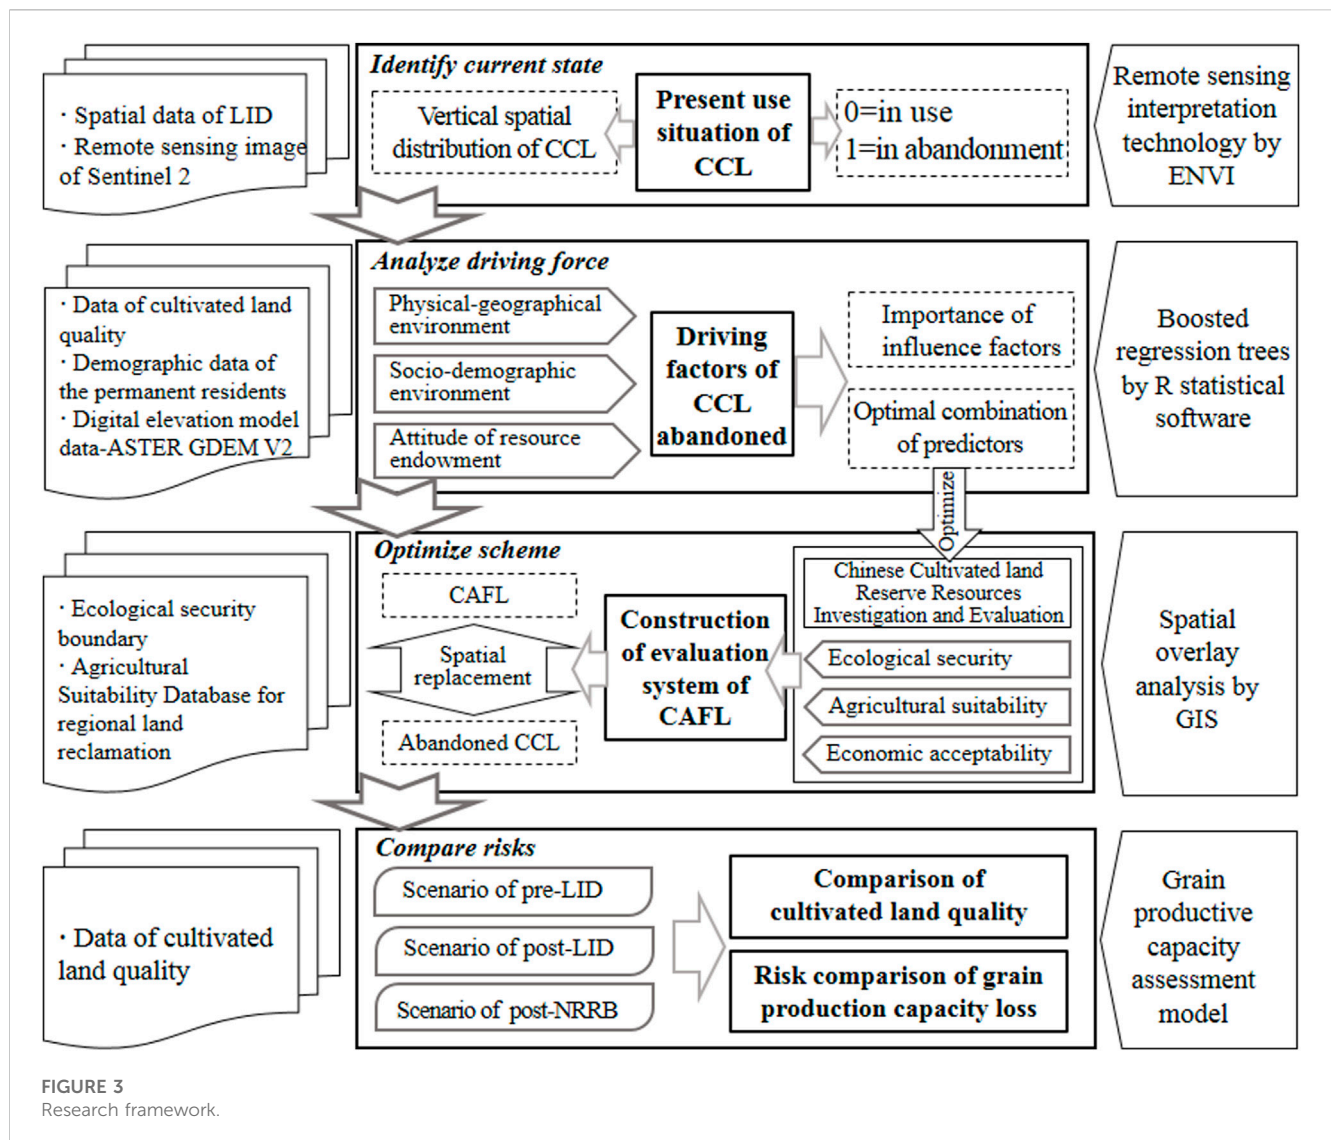 · Spatial data of LID
· Remote sensing image
of Sentinel 2
Identify current state
Vertical spatial
distribution of CCL
Present use
situation of
CCL
0=in use
1=in abandonment
Remote sensing
interpretation
technology by
ENVI
· Data of cultivated land
quality
· Demographic data of
the permanent residents
· Digital elevation model
data-ASTER GDEM V2
Analyze driving force
Physical-geographical
environment
Socio-demographic
environment
Attitude of resource
endowment
Driving
factors of
CCL
abandoned
Importance of
influence factors
Optimal combination
of predictors
Boosted
regression trees
by R statistical
software
Optimize
· Ecological security
boundary
· Agricultural
Suitability Database for
regional land
reclamation
Optimize scheme
CAFL
Spatial
replacement
Abandoned CCL
Construction
of evaluation
system of
CAFL
Chinese Cultivated land
Reserve Resources
Investigation and Evaluation
Ecological security
Agricultural suitability
Economic acceptability
Spatial
overlay
analysis by
GIS
· Data of cultivated
land quality
Compare risks
Scenario of pre-LID
Scenario of post-LID
Scenario of post-NRRB
Comparison of
cultivated land quality
Risk comparison of grain
production capacity loss
Grain
productive
capacity
assessment
model
FIGURE 3
Research framework.